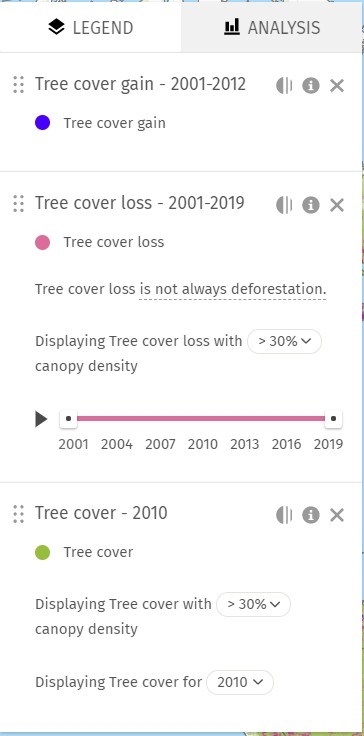 LEGEND
ANALYSIS
Tree cover gain - 2001-2012
Tree cover gain
Tree cover loss - 2001-2019
Tree cover loss
Tree cover loss is not always deforestation.
Displaying Tree cover loss with > 30%
canopy density
2001 2004 2007 2010 2013 2016 2019
Tree cover - 2010
Tree cover
Displaying Tree cover with > 30%
canopy density
Displaying Tree cover for 2010